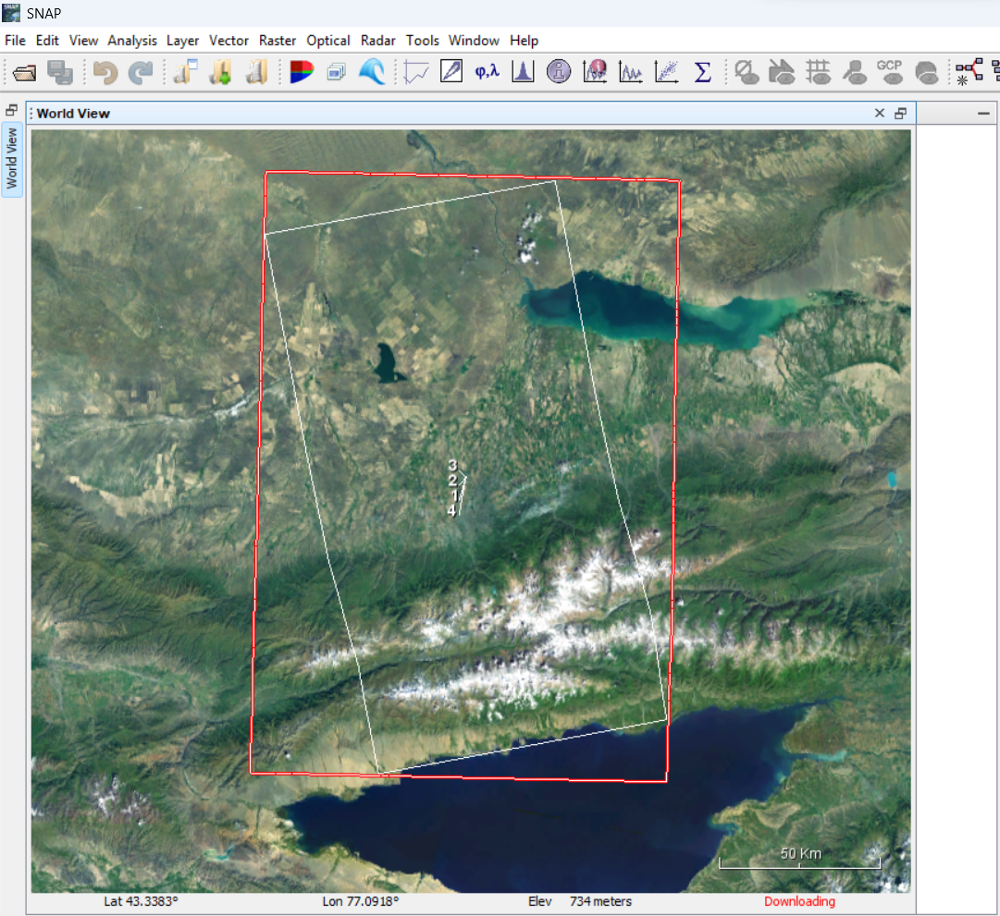 SNAP
File Edit View Analysis Layer Vector Raster Optical Radar Tools Window Help
φ,λ Σ GCP
World View
World View
3
2
1
4
50 Km
Lat 43.3383° Lon 77.0918° Elev 734 meters Downloading